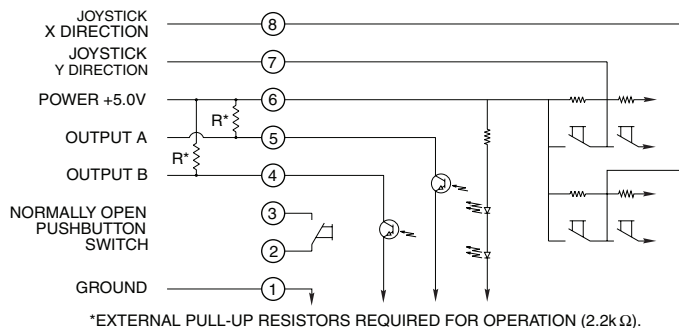 JOYSTICK
X DIRECTION
8
JOYSTICK
Y DIRECTION
7
POWER +5.0V
6
R*
OUTPUT A
5
R*
OUTPUT B
4
NORMALLY OPEN
PUSHBUTTON
SWITCH
3
2
GROUND
1
*EXTERNAL PULL-UP RESISTORS REQUIRED FOR OPERATION (2.2k Ω).